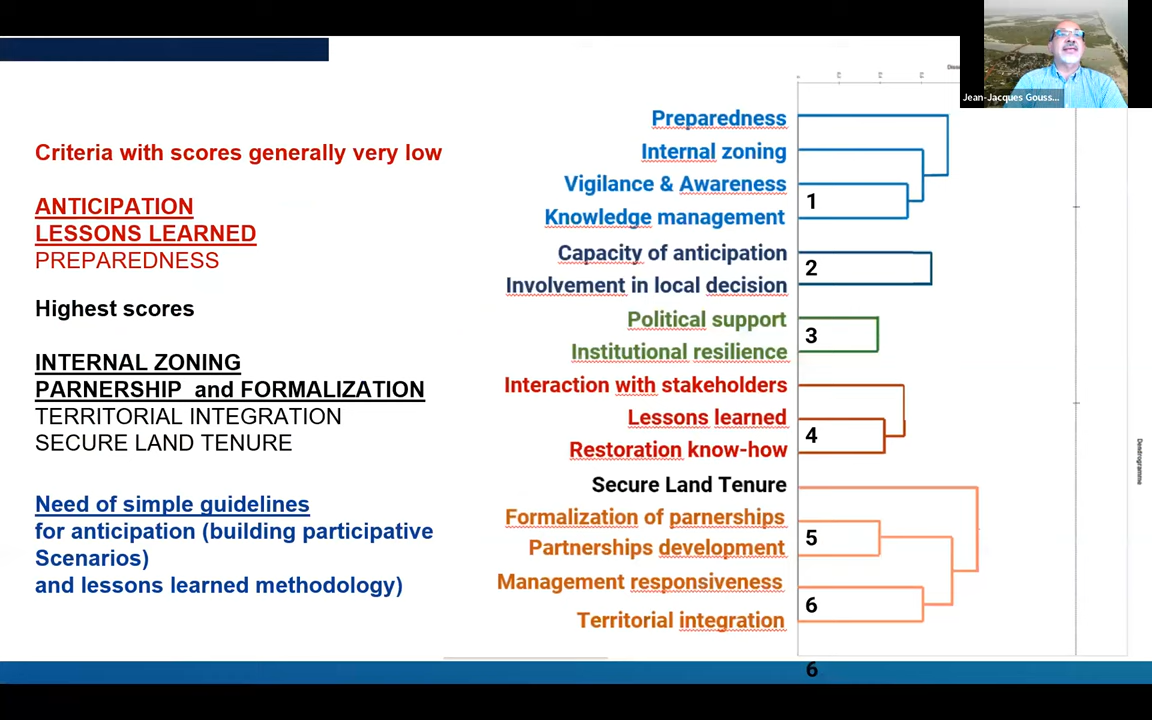 Jean-Jacques Gouss...
Criteria with scores generally very low
ANTICIPATION
LESSONS LEARNED
PREPAREDNESS
Highest scores
INTERNAL ZONING
PARNERSHIP and FORMALIZATION
TERRITORIAL INTEGRATION
SECURE LAND TENURE
Need of simple guidelines
for anticipation (building participative
Scenarios)
and lessons learned methodology)
Preparedness
Internal zoning
Vigilance & Awareness
1
Knowledge management
Capacity of anticipation
2
Involvement in local decision
Political support
3
Institutional resilience
Interaction with stakeholders
Lessons learned
4
Restoration know-how
Secure Land Tenure
Formalization of parnerships
5
Partnerships development
Management responsiveness
6
Territorial integration
6
Dendrogramme